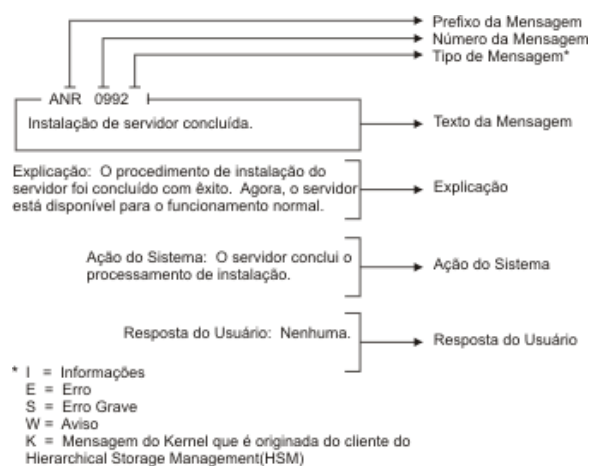 Prefixo da Mensagem
Número da Mensagem
Tipo de Mensagem*
ANR 0992 I
Instalação de servidor concluída.
Texto da Mensagem
Explicação: O procedimento de instalação do
servidor foi concluído com êxito. Agora, o servidor
está disponível para o funcionamento normal.
Explicação
Ação do Sistema: O servidor conclui o
processamento de instalação.
Ação do Sistema
Resposta do Usuário: Nenhuma.
Resposta do Usuário
* I = Informações
E = Erro
S = Erro Grave
W = Aviso
K = Mensagem do Kernel que é originada do cliente do
Hierarchical Storage Management(HSM)